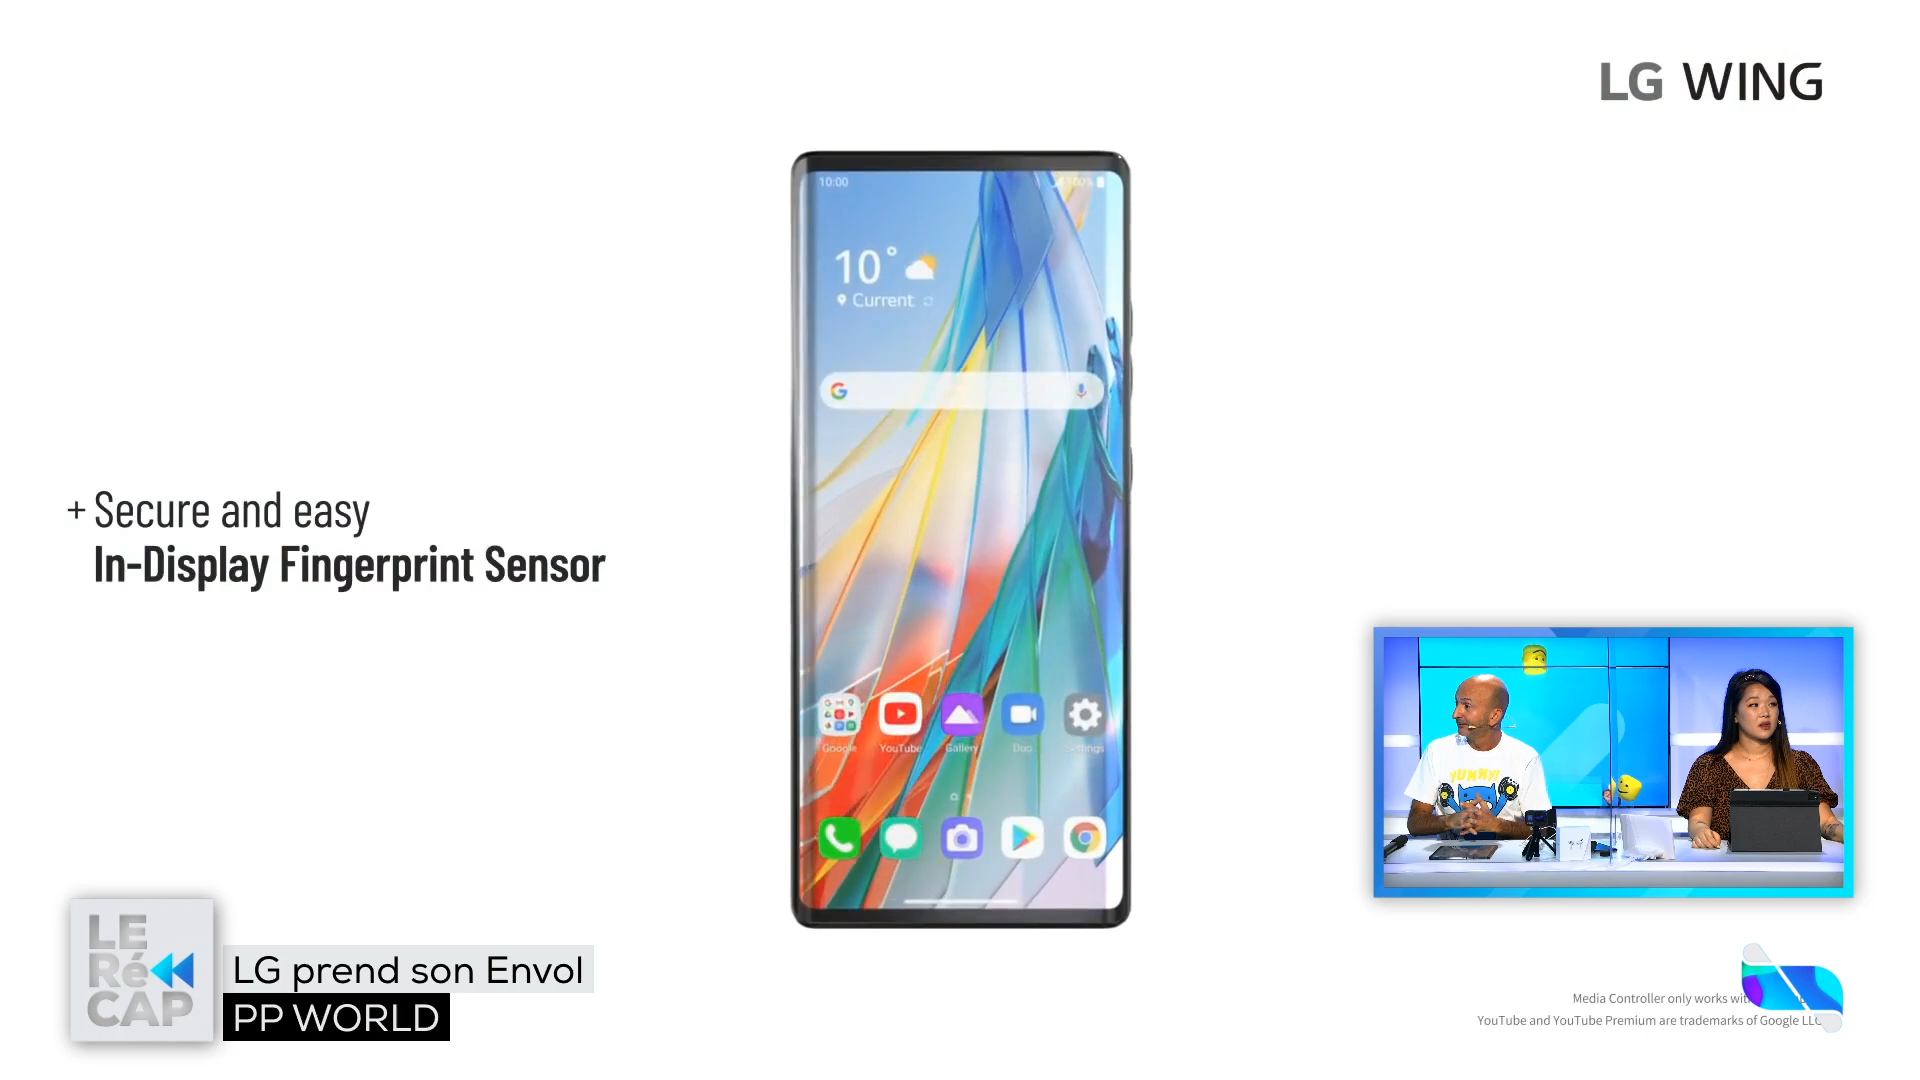 LG WING
10:00
100%
10°
Current
+ Secure and easy
In-Display Fingerprint Sensor
Google
YouTube
Gallery
Duo
Settings
YUMMY!
LE
Ré
CAP
LG prend son Envol
PP WORLD
Media Controller only works
YouTube and YouTube Premium are trademarks of Google LLC